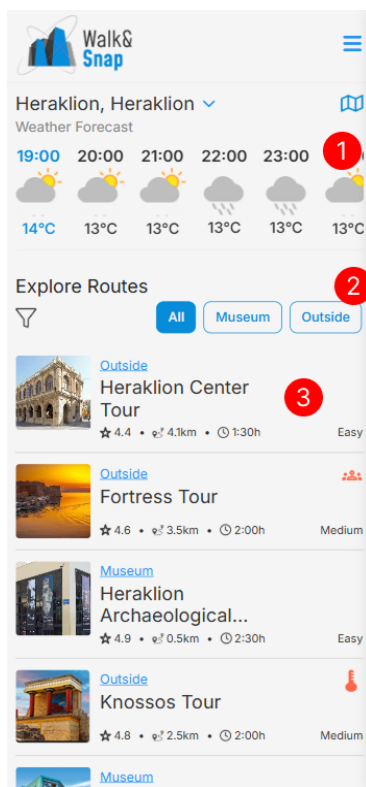 Walk&
Snap
Heraklion, Heraklion
Weather Forecast
19:00 20:00 21:00 22:00 23:00
1
14°C 13°C 13°C 13°C 13°C 13°C
Explore Routes
2
All Museum Outside
Outside
Heraklion Center
Tour
3
4.4 • 4.1km • 1:30h Easy
Outside
Fortress Tour
4.6 • 3.5km • 2:00h Medium
Museum
Heraklion
Archaeological...
4.9 • 0.5km • 2:30h Easy
Outside
Knossos Tour
4.8 • 2.5km • 2:00h Medium
Museum